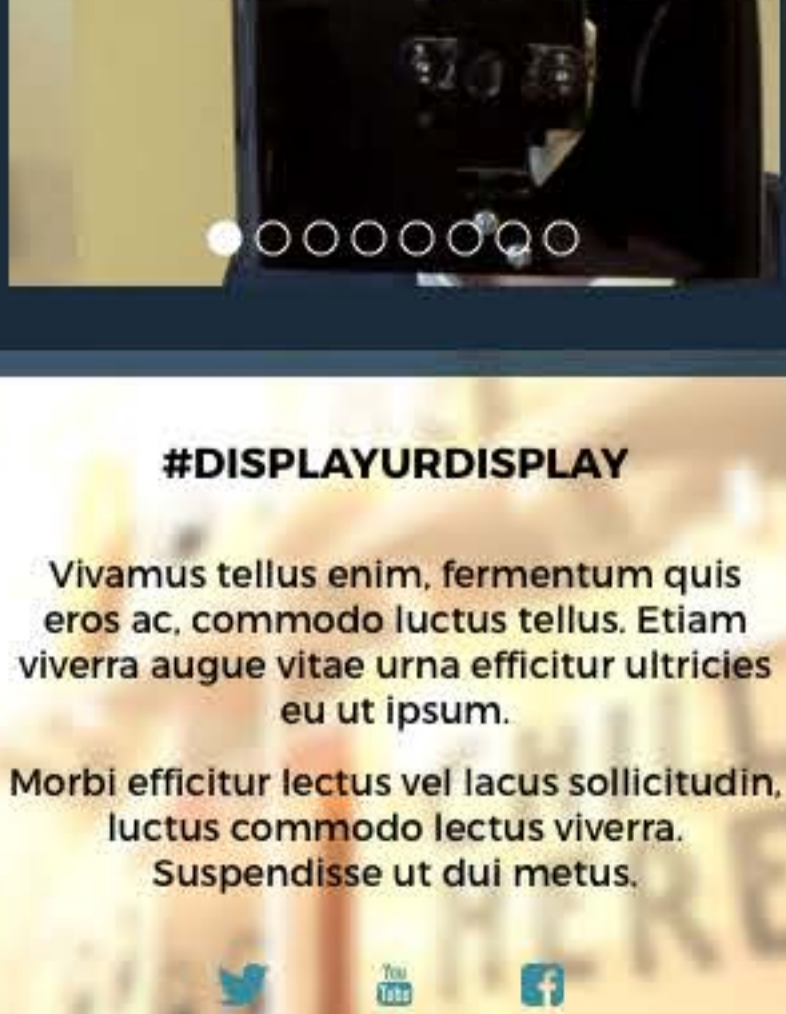 #DISPLAYURDISPLAY
Vivamus tellus enim, fermentum quis
eros ac, commodo luctus tellus. Etiam
viverra augue vitae urna efficitur ultricies
eu ut ipsum.
Morbi efficitur lectus vel lacus sollicitudin,
luctus commodo lectus viverra.
Suspendisse ut dui metus.
HERE
You
Tube